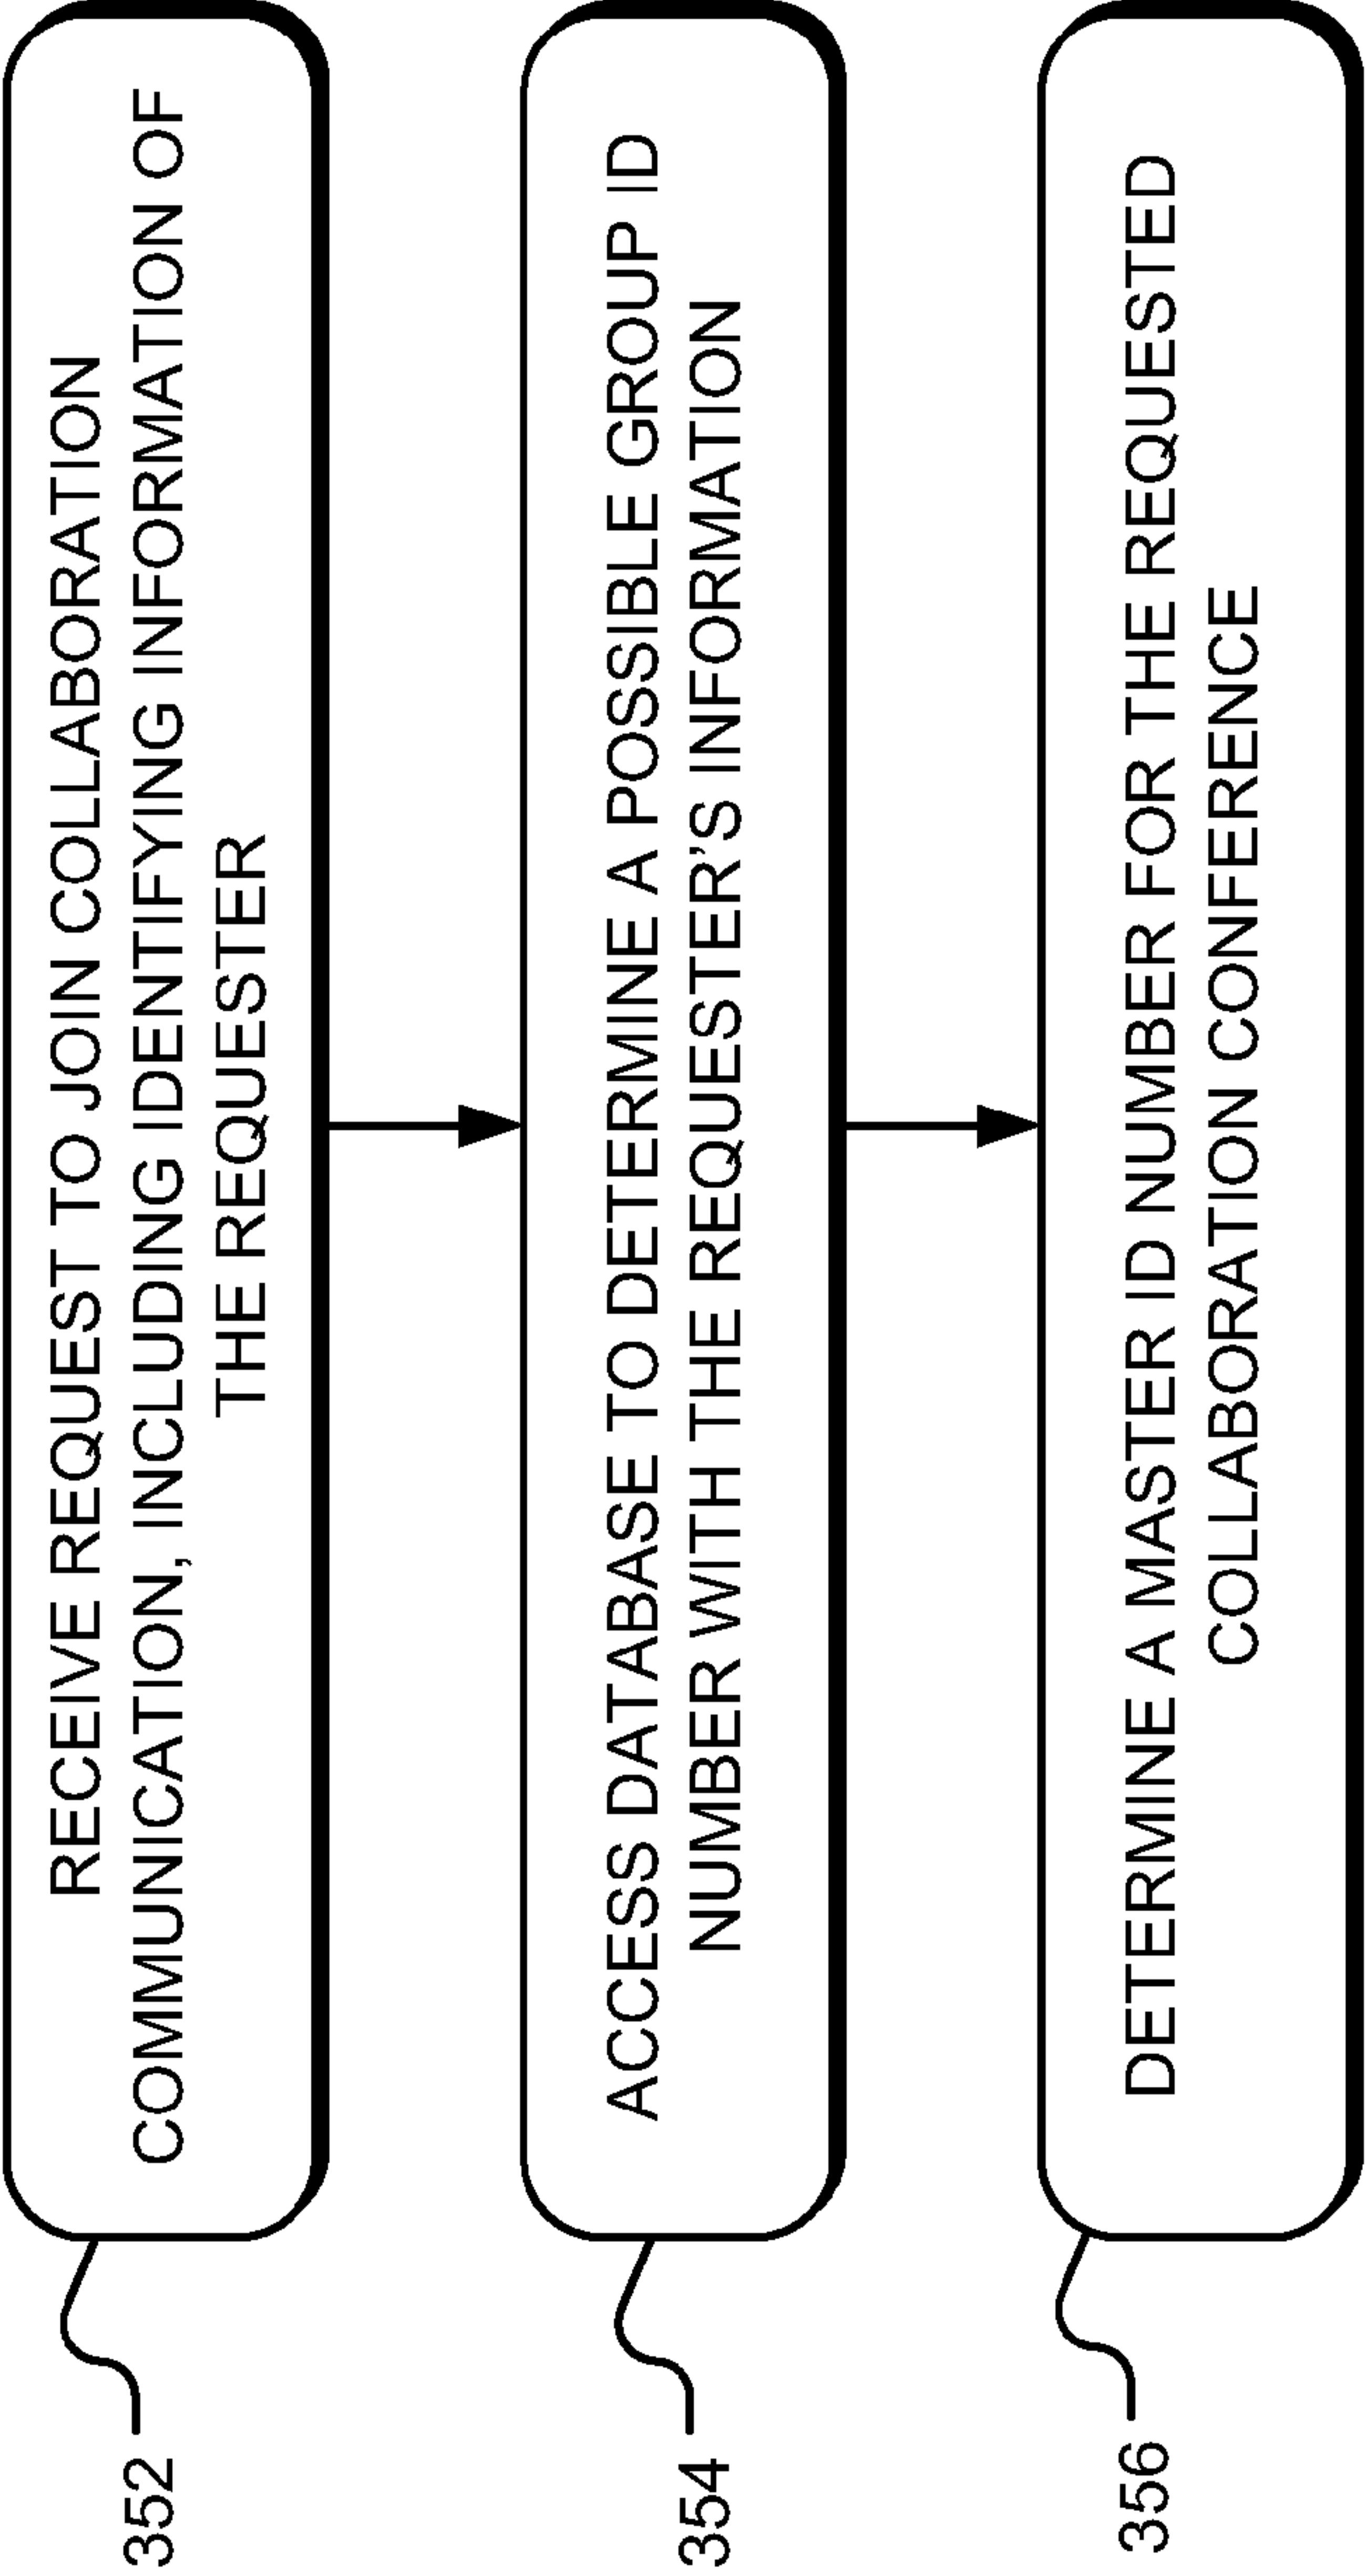 352
RECEIVE REQUEST TO JOIN COLLABORATION
COMMUNICATION, INCLUDING IDENTIFYING INFORMATION OF
THE REQUESTER
354
ACCESS DATABASE TO DETERMINE A POSSIBLE GROUP ID
NUMBER WITH THE REQUESTER'S INFORMATION
356
DETERMINE A MASTER ID NUMBER FOR THE REQUESTED
COLLABORATION CONFERENCE